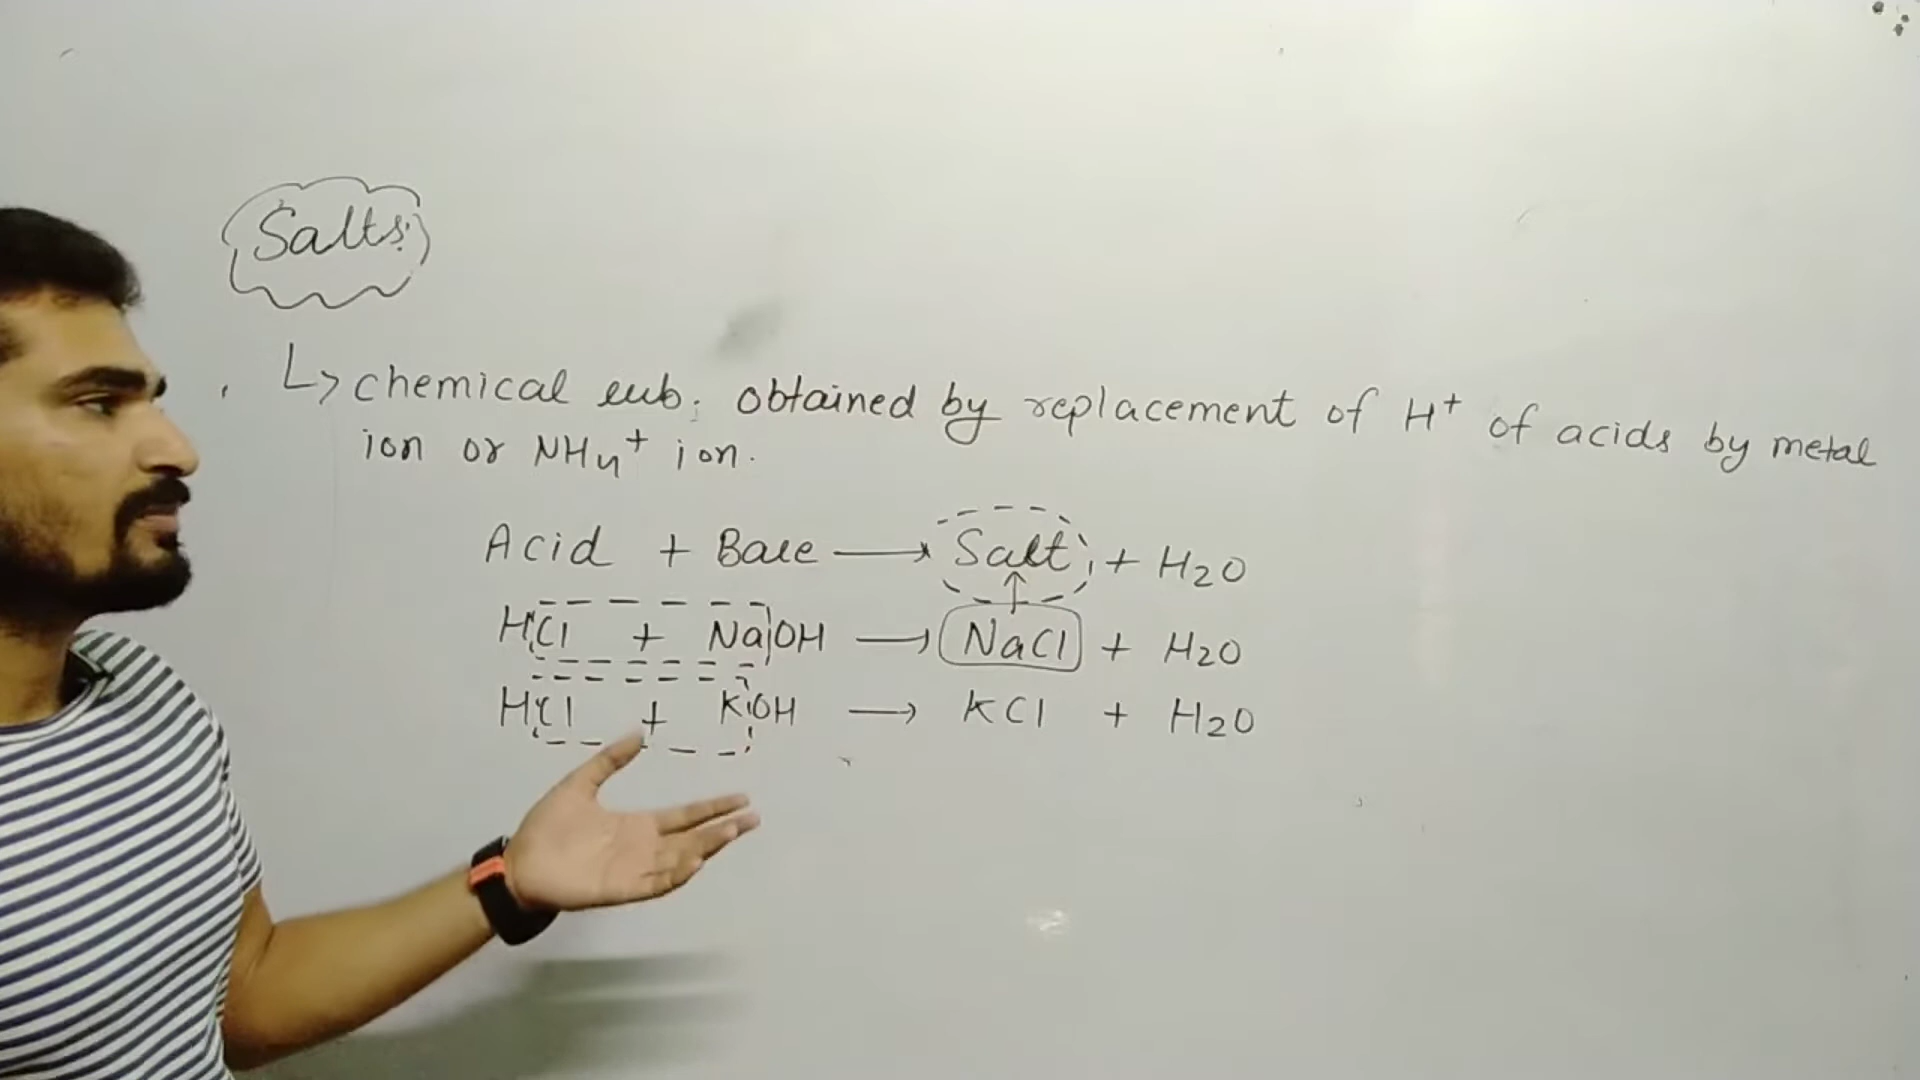 Salts:
↳ chemical sub. obtained by replacement of H⁺ of acids by metal
ion or NH₄⁺ ion.
Acid + Base ⟶ Salt + H₂O
HCl + NaOH ⟶ NaCl + H₂O
HCl + KOH ⟶ KCl + H₂O